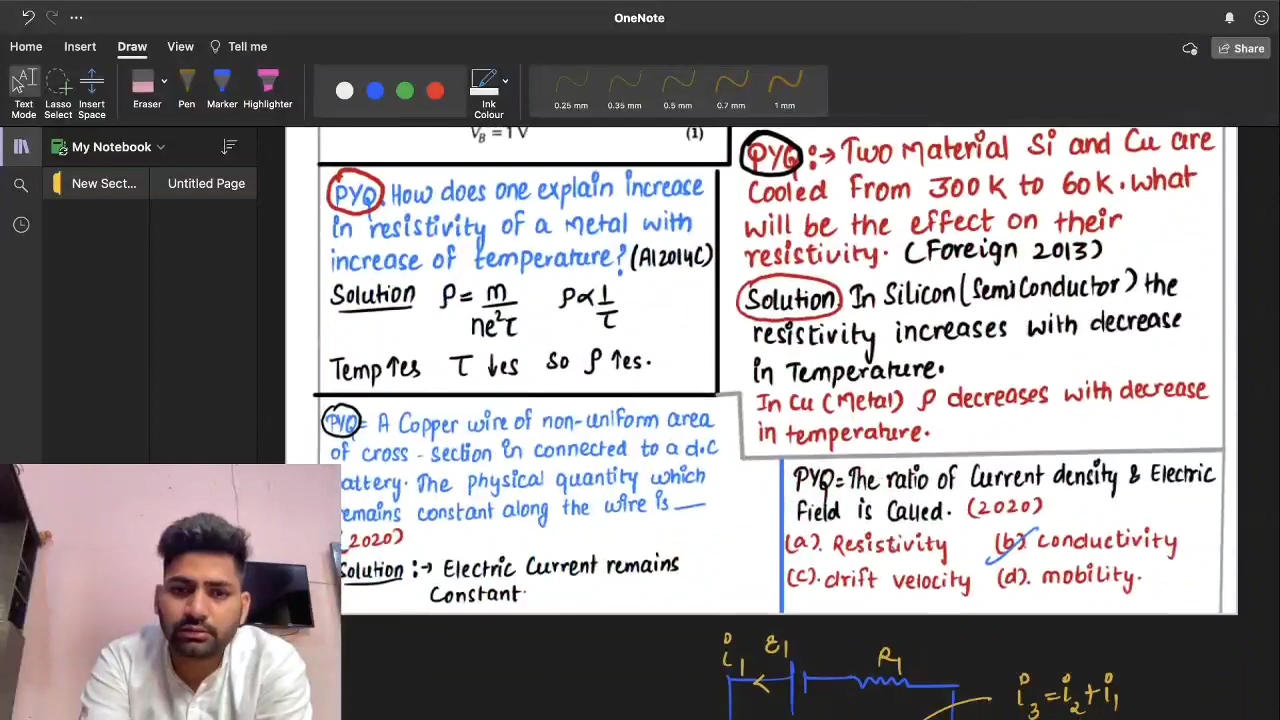 OneNote
Home Insert Draw View Tell me
Share
Text Mode
Lasso Select
Insert Space
Eraser
Pen
Marker
Highlighter
Ink Colour
0.25 mm
0.35 mm
0.5 mm
0.7 mm
1 mm
My Notebook
New Sect...
Untitled Page
V_B = 1 V (1)
PYQ. How does one explain increase
in resistivity of a metal with
increase of temperature? (AI2014C)
Solution ρ = m/ne²τ ρ ∝ 1/τ
Temp ↑es τ ↓es so ρ ↑es.
PYQ = A Copper wire of non-uniform area
of cross-section in connected to a d.c
attery. The physical quantity which
remains constant along the wire is __
(2020)
Solution :→ Electric Current remains
Constant.
PYQ :→ Two Material Si and Cu are
cooled from 300 K to 60 K. what
will be the effect on their
resistivity. (Foreign 2013)
Solution. In Silicon (SemiConductor) the
resistivity increases with decrease
in Temperature.
In Cu (Metal) ρ decreases with decrease
in temperature.
PYQ = The ratio of Current density & Electric
Field is Called. (2020)
(a). Resistivity (b). conductivity
(c). drift velocity (d). mobility.
i₁ ε₁ R₁
i₃ = i₂ + i₁